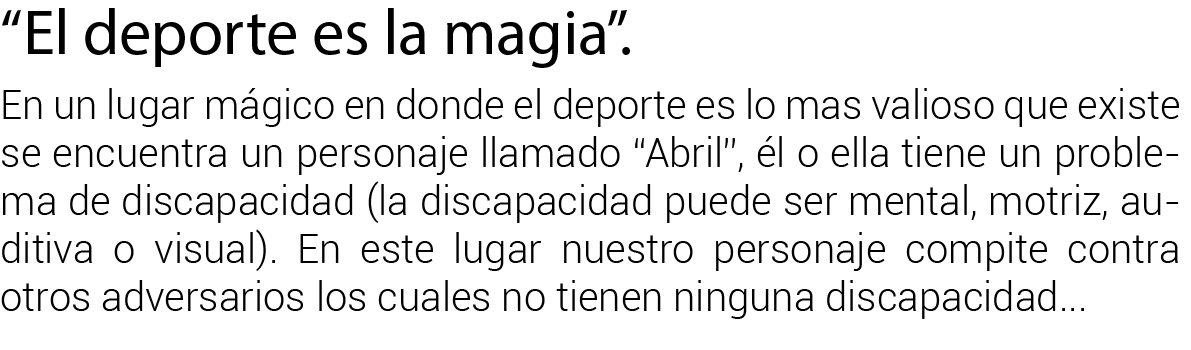 “El deporte es la magia”.
En un lugar mágico en donde el deporte es lo mas valioso que existe
se encuentra un personaje llamado “Abril”, él o ella tiene un proble-
ma de discapacidad (la discapacidad puede ser mental, motriz, au-
ditiva o visual). En este lugar nuestro personaje compite contra
otros adversarios los cuales no tienen ninguna discapacidad...